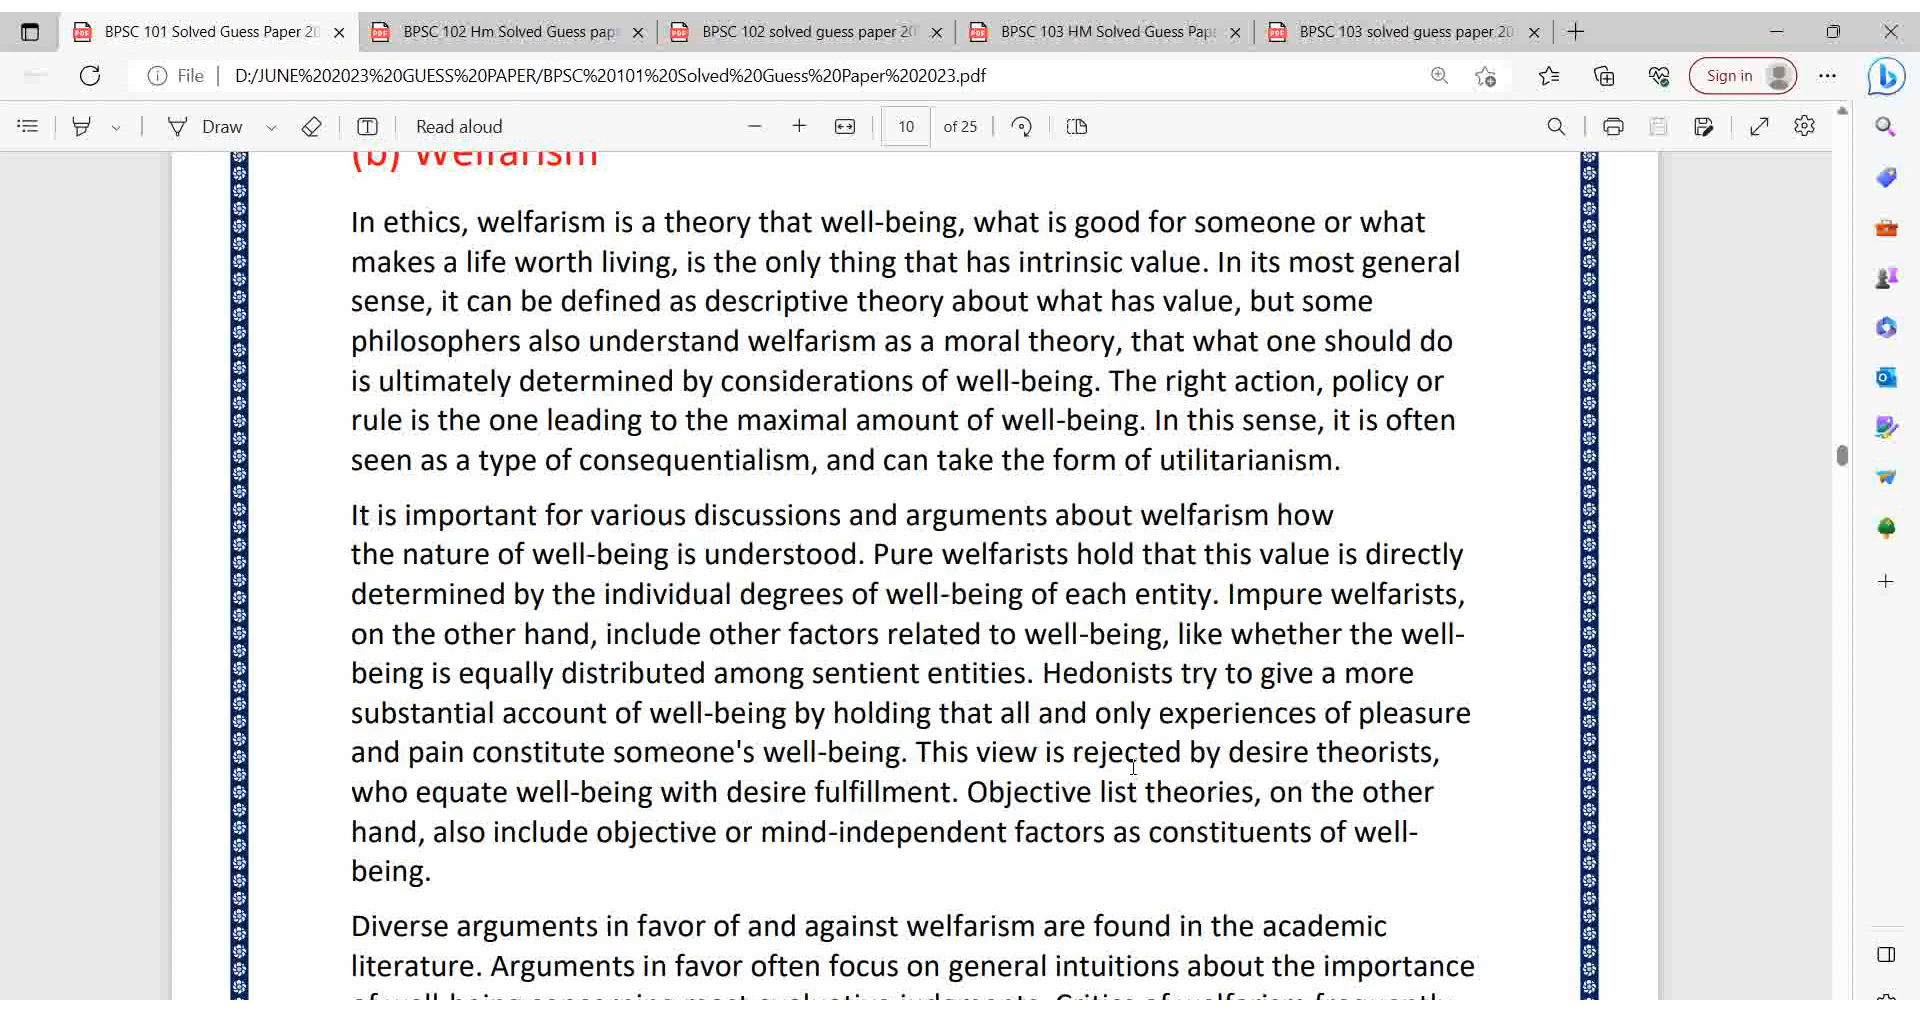 BPSC 101 Solved Guess Paper 20
BPSC 102 Hm Solved Guess pap
BPSC 102 solved guess paper 20
BPSC 103 HM Solved Guess Pap
BPSC 103 solved guess paper 20
File
D:/JUNE%202023%20GUESS%20PAPER/BPSC%20101%20Solved%20Guess%20Paper%202023.pdf
Sign in
Draw
Read aloud
10 of 25
(b) Welfarism
In ethics, welfarism is a theory that well-being, what is good for someone or what
makes a life worth living, is the only thing that has intrinsic value. In its most general
sense, it can be defined as descriptive theory about what has value, but some
philosophers also understand welfarism as a moral theory, that what one should do
is ultimately determined by considerations of well-being. The right action, policy or
rule is the one leading to the maximal amount of well-being. In this sense, it is often
seen as a type of consequentialism, and can take the form of utilitarianism.
It is important for various discussions and arguments about welfarism how
the nature of well-being is understood. Pure welfarists hold that this value is directly
determined by the individual degrees of well-being of each entity. Impure welfarists,
on the other hand, include other factors related to well-being, like whether the well-
being is equally distributed among sentient entities. Hedonists try to give a more
substantial account of well-being by holding that all and only experiences of pleasure
and pain constitute someone's well-being. This view is rejected by desire theorists,
who equate well-being with desire fulfillment. Objective list theories, on the other
hand, also include objective or mind-independent factors as constituents of well-
being.
Diverse arguments in favor of and against welfarism are found in the academic
literature. Arguments in favor often focus on general intuitions about the importance
of well-being concerning most evaluative judgments. Critics of welfarism frequently